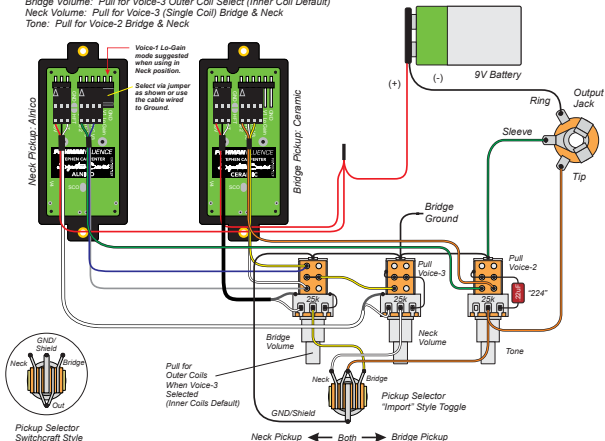 Bridge Volume: Pull for Voice-3 Outer Coil Select (Inner Coil Default)
Neck Volume: Pull for Voice-3 (Single Coil) Bridge & Neck
Tone: Pull for Voice-2 Bridge & Neck
Voice-1 Lo-Gain
mode suggested
when using in
Neck position.
Select via jumper
as shown or use
the cable wired
to Ground.
Neck Pickup: Alnico
Bridge Pickup: Ceramic
STEPHEN CARPENTER
ALNICO
STEPHEN CARPENTER
CERAMIC
(+)
(-)
9V Battery
Output
Jack
Ring
Sleeve
Tip
Bridge
Ground
Pull
Voice-3
Pull
Voice-2
25k
25k
25k
.22uF
"224"
Bridge
Volume
Neck
Volume
Tone
Pull for
Outer Coils
When Voice-3
Selected
(Inner Coils Default)
GND/
Shield
Neck
Bridge
Out
Pickup Selector
Switchcraft Style
Neck
Bridge
GND/Shield
Pickup Selector
"Import" Style Toggle
Neck Pickup
Both
Bridge Pickup